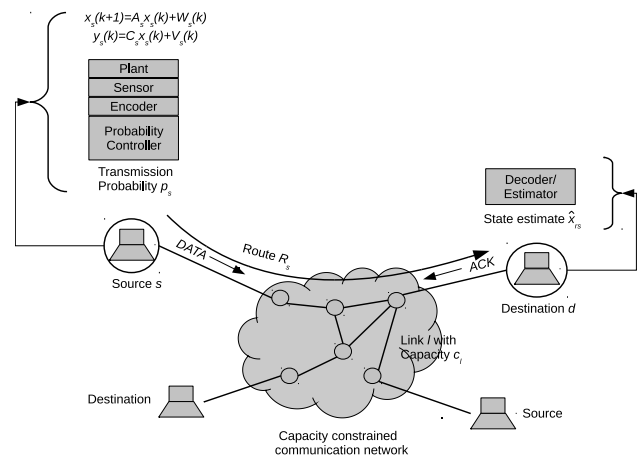 x_s(k+1)=A_s x_s(k)+W_s(k)
y_s(k)=C_s x_s(k)+V_s(k)
Plant
Sensor
Encoder
Probability
Controller
Transmission
Probability p_s
Decoder/
Estimator
State estimate x̂_rs
DATA
Route R_s
ACK
Source s
Destination d
Link l with
Capacity c_l
Destination
Source
Capacity constrained
communication network